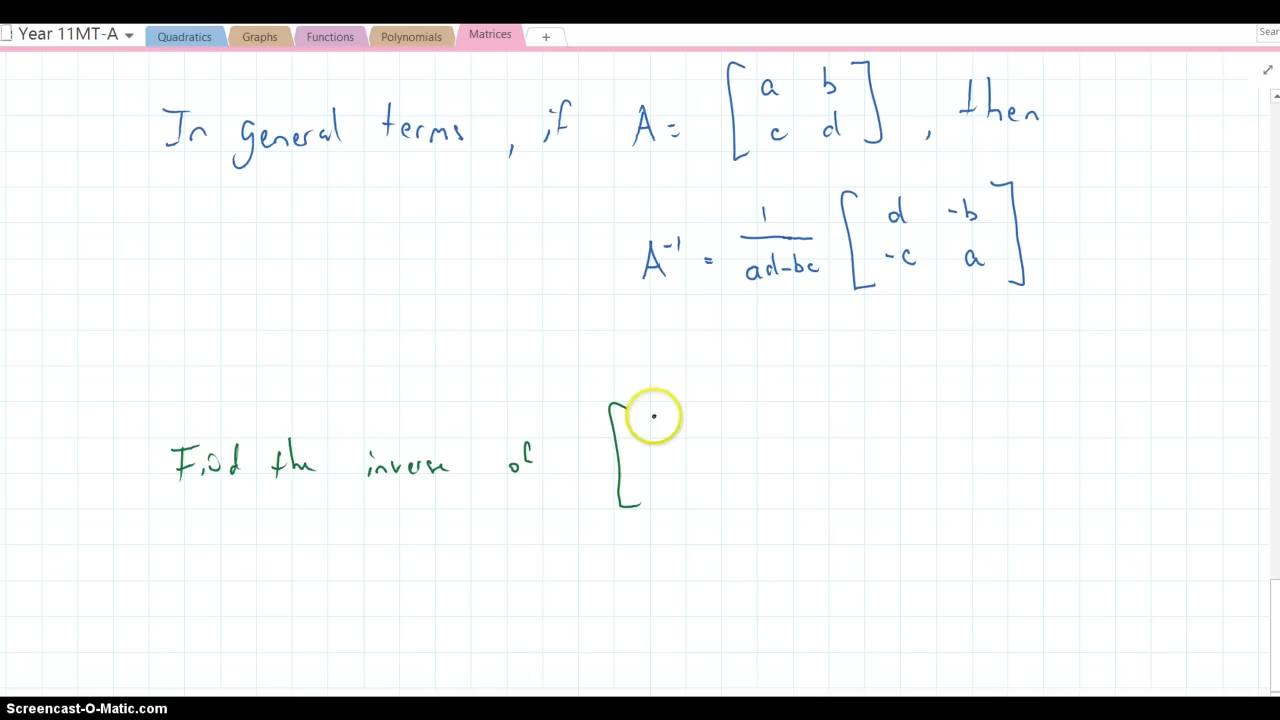 Year 11MT-A Quadratics Graphs Functions Polynomials Matrices + Sear
In general terms, if A = [ a b
c d ], then
A⁻¹ = 1/(ad-bc) [ d -b
-c a ]
Find the inverse of [
Screencast-O-Matic.com